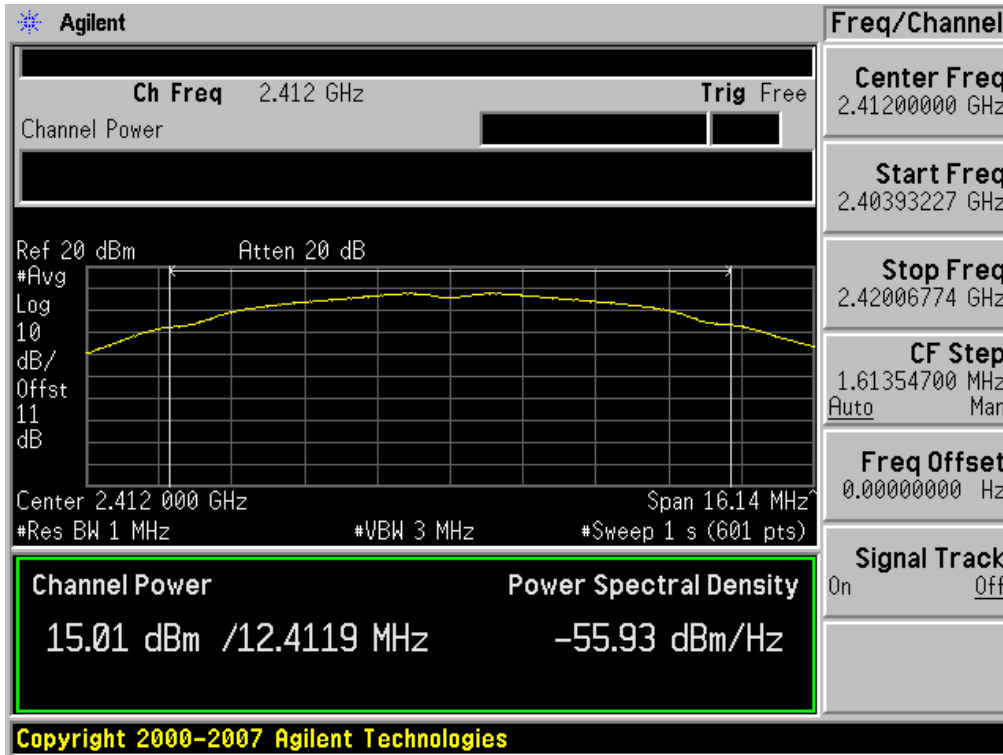 Agilent
Freq/Channel
Ch Freq 2.412 GHz Trig Free
Channel Power
Center Freq
2.41200000 GHz
Start Freq
2.40393227 GHz
Stop Freq
2.42006774 GHz
CF Step
1.61354700 MHz
Auto Man
Freq Offset
0.00000000 Hz
Signal Track
On Off
Ref 20 dBm Atten 20 dB
#Avg
Log
10
dB/
Offst
11
dB
Center 2.412 000 GHz Span 16.14 MHz^
#Res BW 1 MHz #VBW 3 MHz #Sweep 1 s (601 pts)
Channel Power Power Spectral Density
15.01 dBm /12.4119 MHz -55.93 dBm/Hz
Copyright 2000-2007 Agilent Technologies